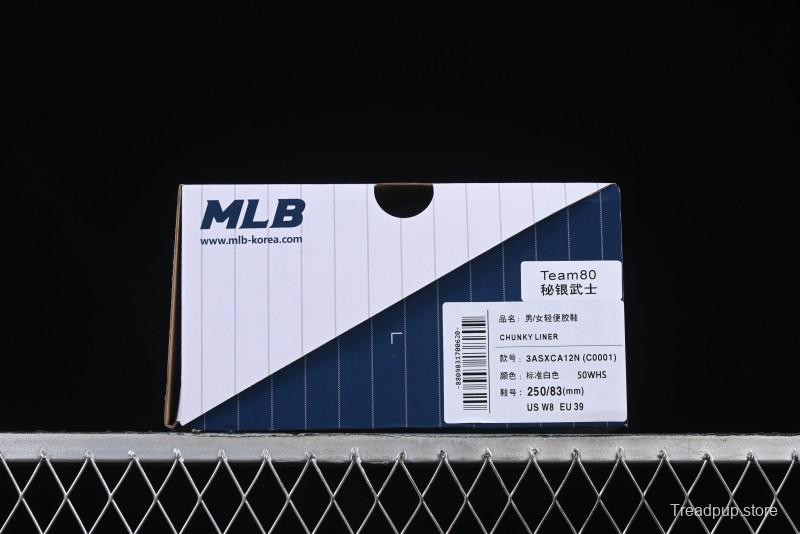 MLB
www.mlb-korea.com
Team80
秘银武士
-8809831700620-
品名：男/女轻便胶鞋
CHUNKY LINER
款号：3ASXCA12N (C0001)
颜色：标准白色 50WHS
鞋号：250/83(mm)
US W8 EU 39
Treadpup.store